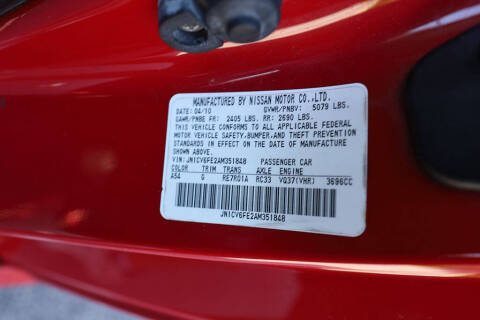 MANUFACTURED BY NISSAN MOTOR CO.,LTD.
DATE: 04/10 GVWR/PNBV: 5079 LBS.
GAWR/PNBE FR: 2405 LBS. RR: 2690 LBS.
THIS VEHICLE CONFORMS TO ALL APPLICABLE FEDERAL
MOTOR VEHICLE SAFETY,BUMPER,AND THEFT PREVENTION
STANDARDS IN EFFECT ON THE DATE OF MANUFACTURE
SHOWN ABOVE.
VIN: JN1CV6FE2AM351848 PASSENGER CAR
COLOR TRIM TRANS AXLE ENGINE
A54 G RE7R01A RC33 VQ37(VHR) 3696CC
JN1CV6FE2AM351848